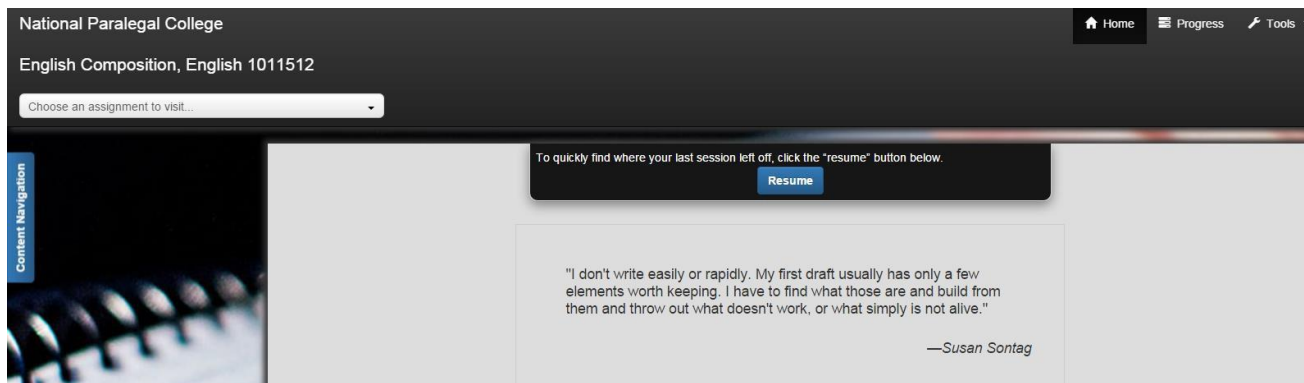 National Paralegal College
Home
Progress
Tools
English Composition, English 1011512
Choose an assignment to visit...
Content Navigation
To quickly find where your last session left off, click the "resume" button below.
Resume
"I don't write easily or rapidly. My first draft usually has only a few
elements worth keeping. I have to find what those are and build from
them and throw out what doesn't work, or what simply is not alive."
—Susan Sontag